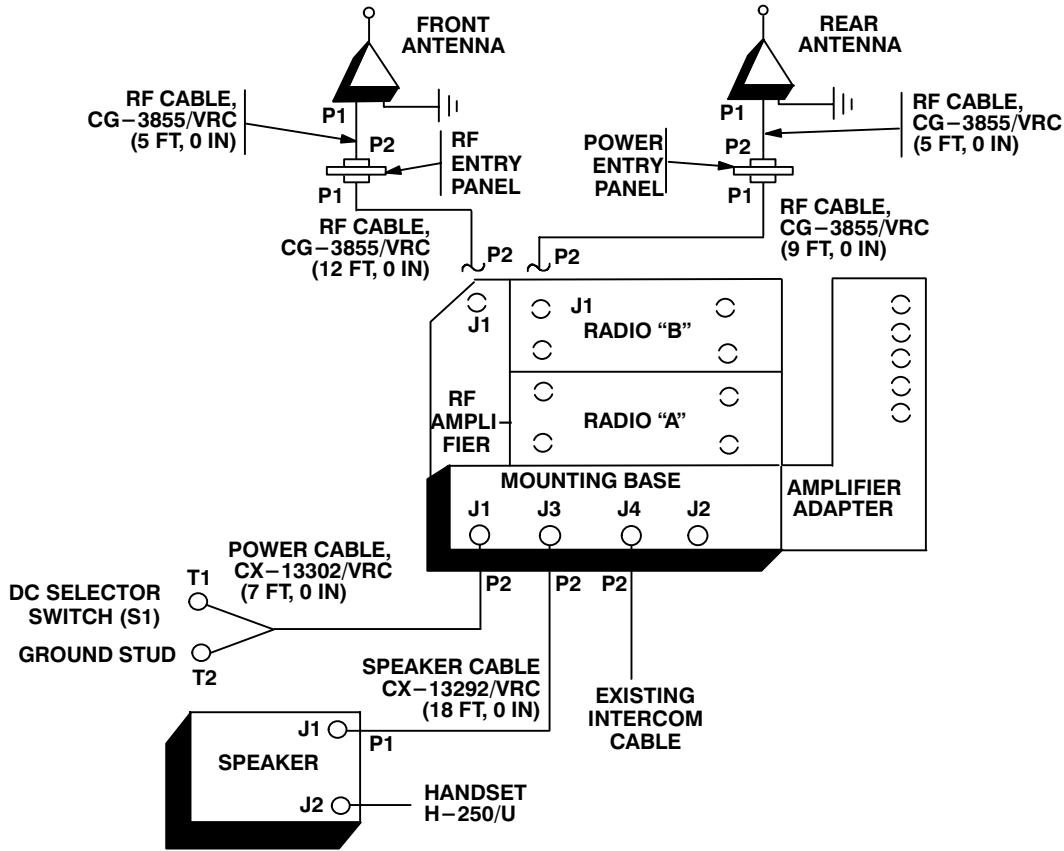 FRONT
ANTENNA
REAR
ANTENNA
RF CABLE,
CG–3855/VRC
(5 FT, 0 IN)
P1
P2
RF
ENTRY
PANEL
P1
POWER
ENTRY
PANEL
P1
P2
P1
RF CABLE,
CG–3855/VRC
(5 FT, 0 IN)
RF CABLE,
CG–3855/VRC
(12 FT, 0 IN)
P2
P2
RF CABLE,
CG–3855/VRC
(9 FT, 0 IN)
J1
J1
RADIO “B”
RF
AMPLI–
FIER
RADIO “A”
MOUNTING BASE
J1
J3
J4
J2
AMPLIFIER
ADAPTER
P2
P2
P2
POWER CABLE,
CX-13302/VRC
(7 FT, 0 IN)
T1
DC SELECTOR
SWITCH (S1)
GROUND STUD
T2
SPEAKER CABLE
CX–13292/VRC
(18 FT, 0 IN)
EXISTING
INTERCOM
CABLE
J1
P1
SPEAKER
J2
HANDSET
H–250/U